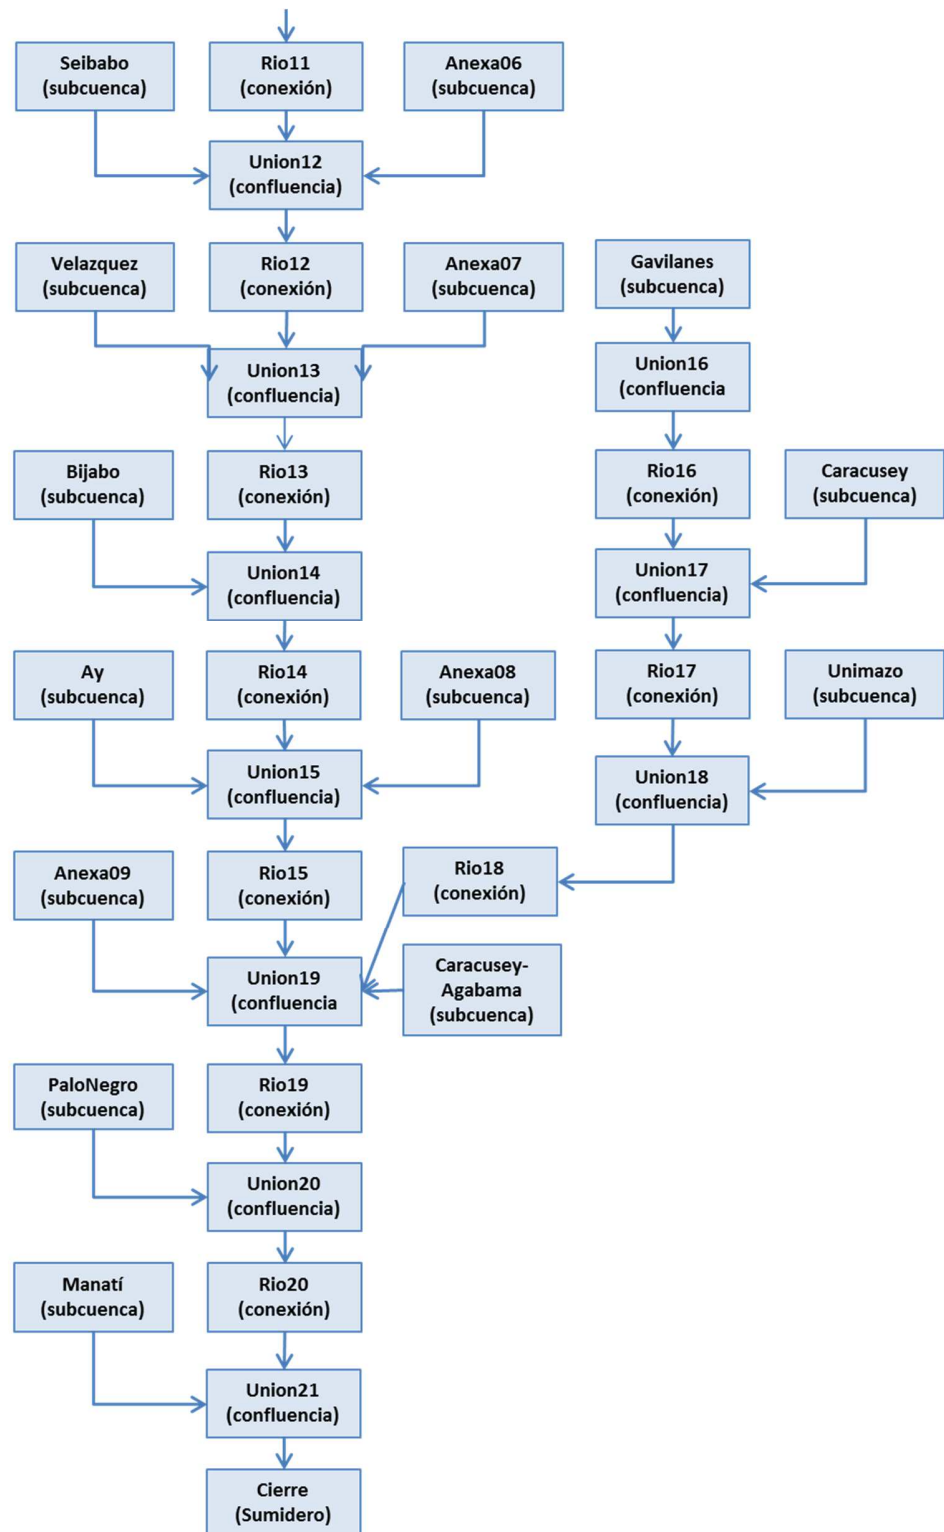 Seibabo
(subcuenca)
Rio11
(conexión)
Anexa06
(subcuenca)
Union12
(confluencia)
Velazquez
(subcuenca)
Rio12
(conexión)
Anexa07
(subcuenca)
Gavilanes
(subcuenca)
Union13
(confluencia)
Union16
(confluencia
Bijabo
(subcuenca)
Rio13
(conexión)
Rio16
(conexión)
Caracusey
(subcuenca)
Union14
(confluencia)
Union17
(confluencia)
Ay
(subcuenca)
Rio14
(conexión)
Anexa08
(subcuenca)
Rio17
(conexión)
Unimazo
(subcuenca)
Union15
(confluencia)
Union18
(confluencia)
Anexa09
(subcuenca)
Rio15
(conexión)
Rio18
(conexión)
Union19
(confluencia
Caracusey-
Agabama
(subcuenca)
PaloNegro
(subcuenca)
Rio19
(conexión)
Union20
(confluencia)
Manatí
(subcuenca)
Rio20
(conexión)
Union21
(confluencia)
Cierre
(Sumidero)